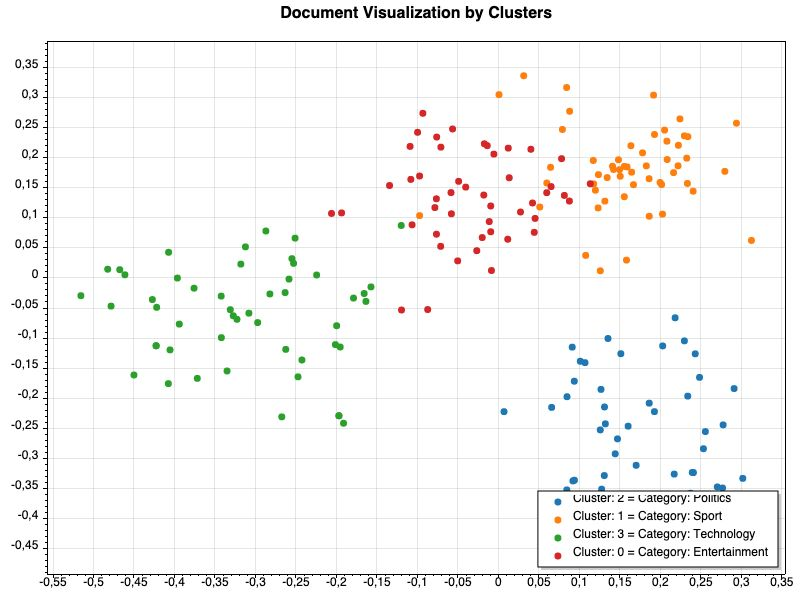 Document Visualization by Clusters
0,35
0,3
0,25
0,2
0,15
0,1
0,05
0
-0,05
-0,1
-0,15
-0,2
-0,25
-0,3
-0,35
-0,4
-0,45
Cluster: 2 = Category: Politics
Cluster: 1 = Category: Sport
Cluster: 3 = Category: Technology
Cluster: 0 = Category: Entertainment
-0,55 -0,5 -0,45 -0,4 -0,35 -0,3 -0,25 -0,2 -0,15 -0,1 -0,05 0 0,05 0,1 0,15 0,2 0,25 0,3 0,35